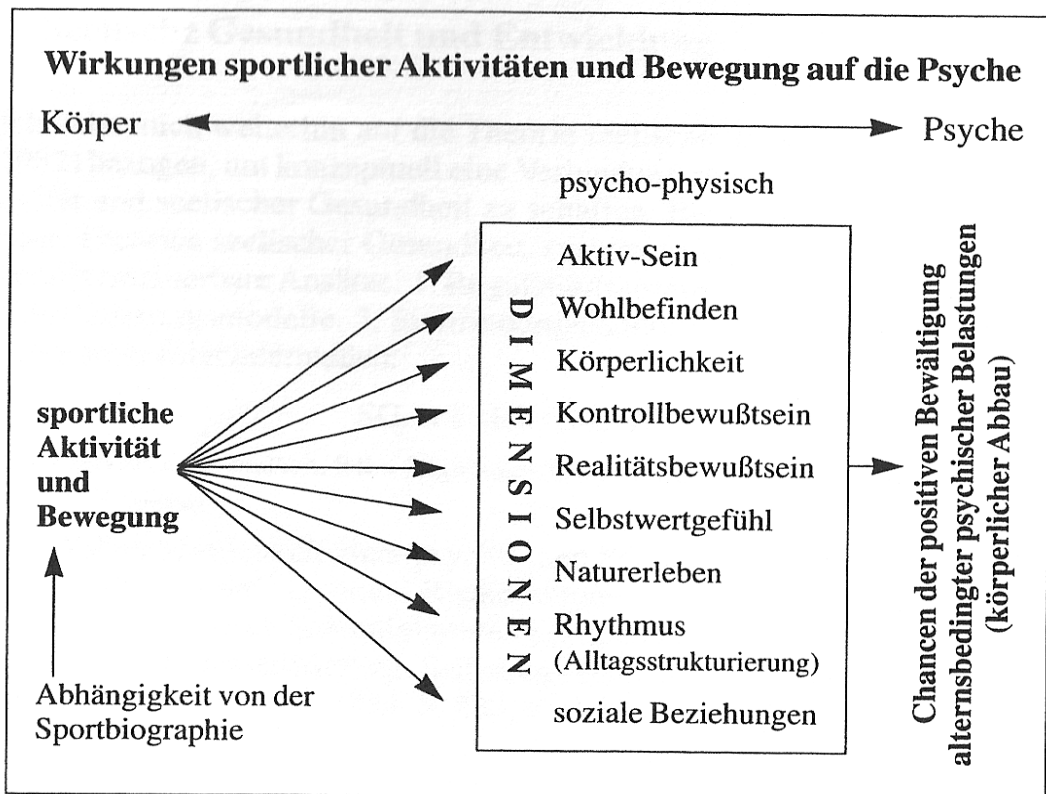 Wirkungen sportlicher Aktivitäten und Bewegung auf die Psyche
Körper
Psyche
psycho-physisch
sportliche
Aktivität
und
Bewegung
Abhängigkeit von der
Sportbiographie
DIMENSIONEN
Aktiv-Sein
Wohlbefinden
Körperlichkeit
Kontrollbewußtsein
Realitätsbewußtsein
Selbstwertgefühl
Naturerleben
Rhythmus
(Alltagsstrukturierung)
soziale Beziehungen
Chancen der positiven Bewältigung
alternsbedingter psychischer Belastungen
(körperlicher Abbau)